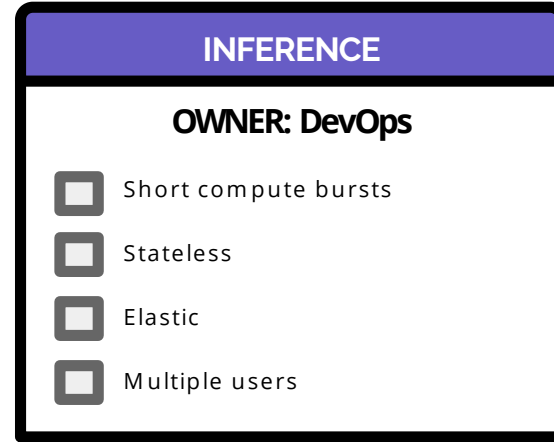 INFERENCE
OWNER: DevOps
Short compute bursts
Stateless
Elastic
Multiple users